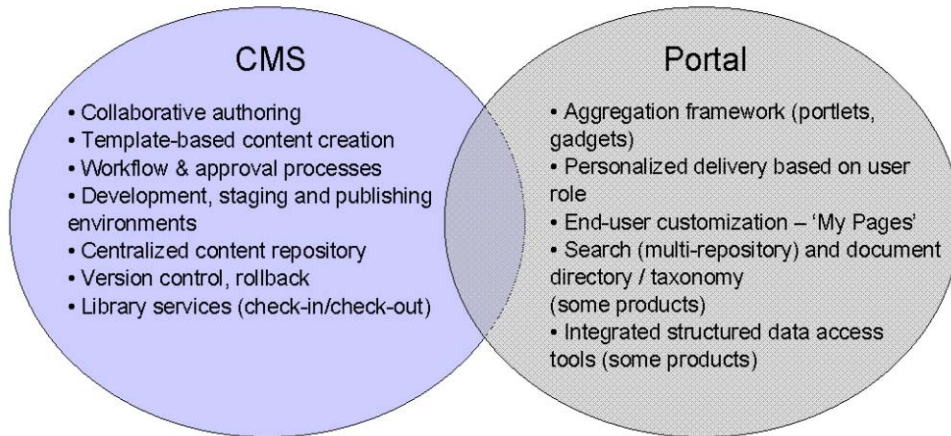 CMS
• Collaborative authoring
• Template-based content creation
• Workflow & approval processes
• Development, staging and publishing
environments
• Centralized content repository
• Version control, rollback
• Library services (check-in/check-out)
Portal
• Aggregation framework (portlets,
gadgets)
• Personalized delivery based on user
role
• End-user customization – ‘My Pages’
• Search (multi-repository) and document
directory / taxonomy
(some products)
• Integrated structured data access
tools (some products)